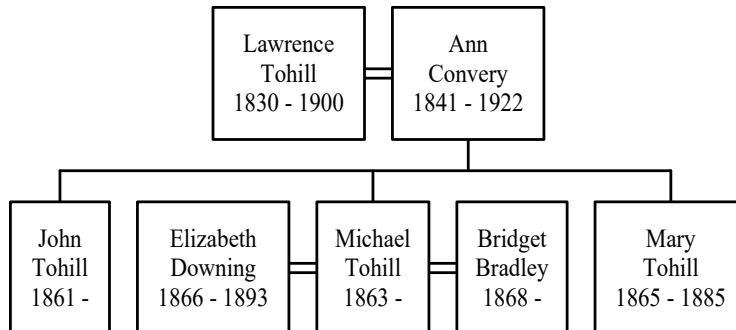 Lawrence
Tohill
1830 - 1900
Ann
Convery
1841 - 1922
John
Tohill
1861 -
Elizabeth
Downing
1866 - 1893
Michael
Tohill
1863 -
Bridget
Bradley
1868 -
Mary
Tohill
1865 - 1885